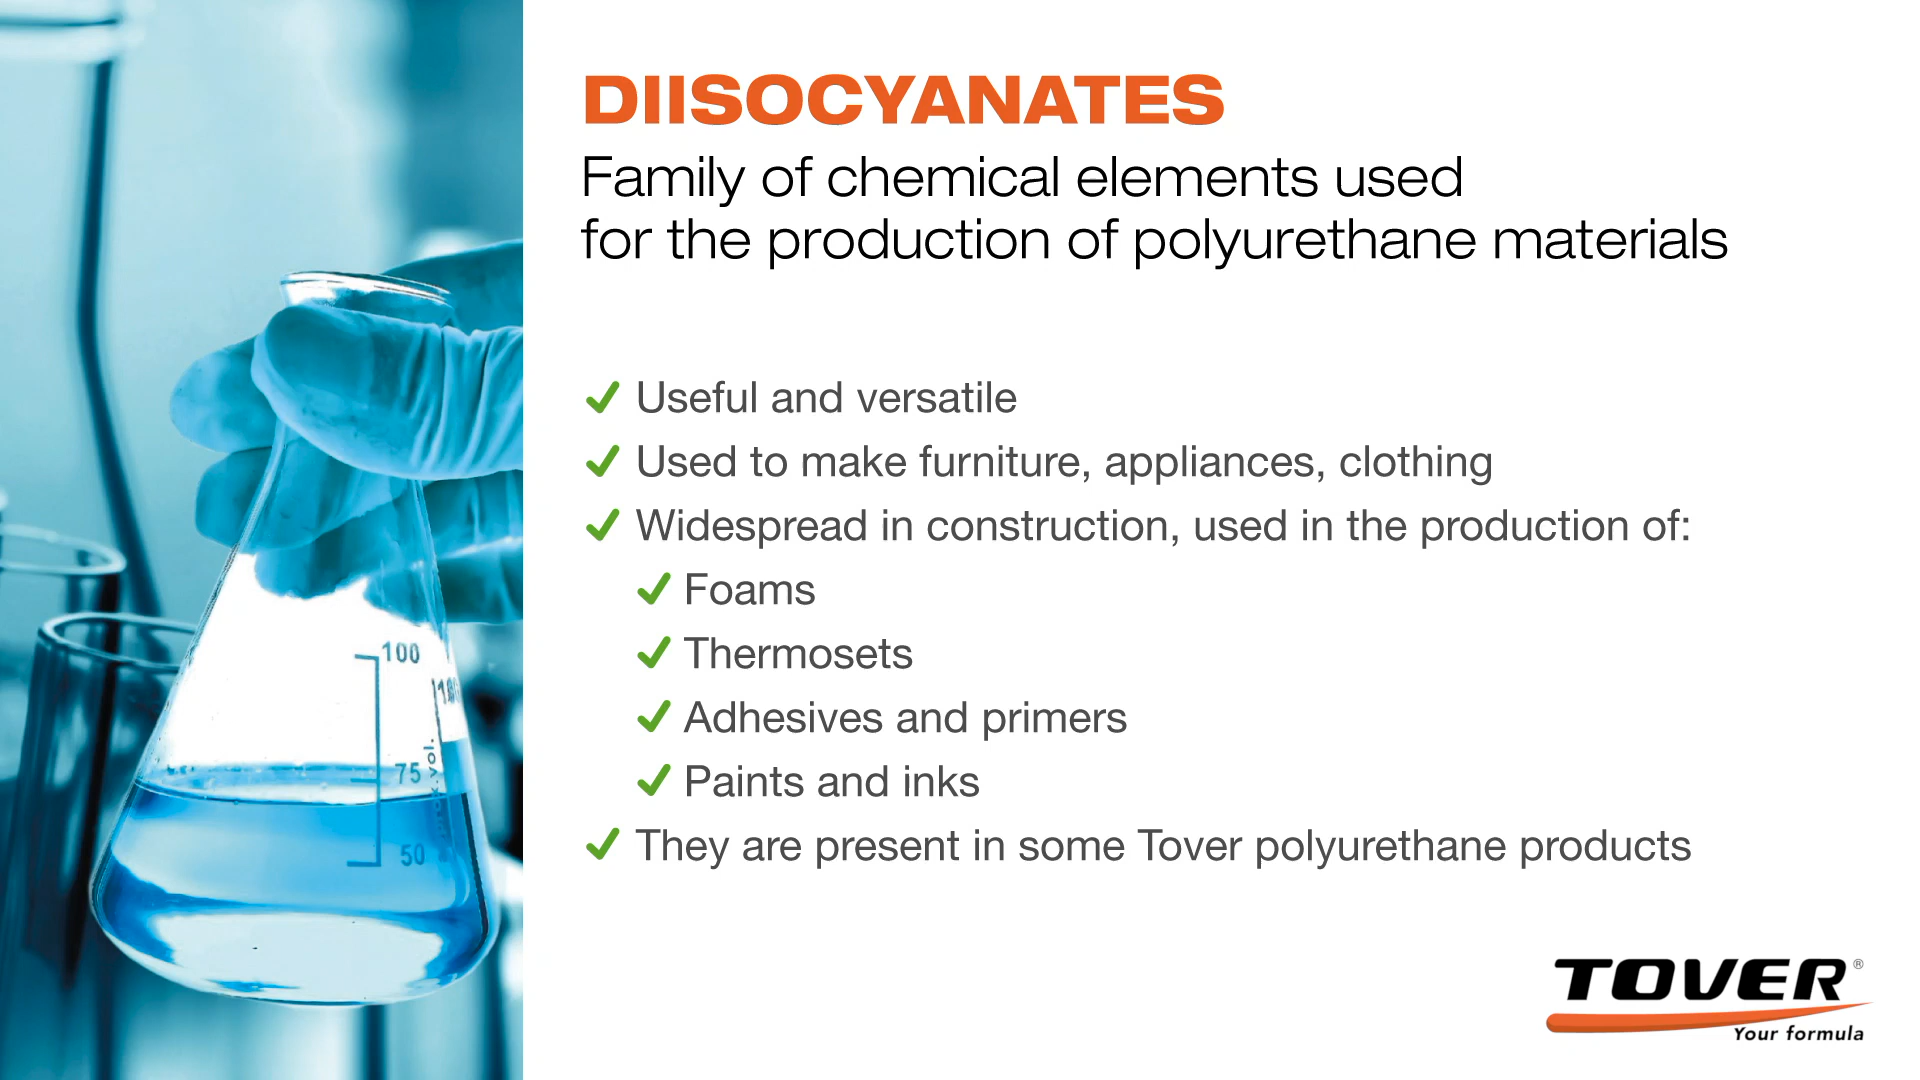 DIISOCYANATES
Family of chemical elements used
for the production of polyurethane materials
Useful and versatile
Used to make furniture, appliances, clothing
Widespread in construction, used in the production of:
Foams
Thermosets
Adhesives and primers
Paints and inks
They are present in some Tover polyurethane products
100
75
50
vol.
TOVER®
Your formula